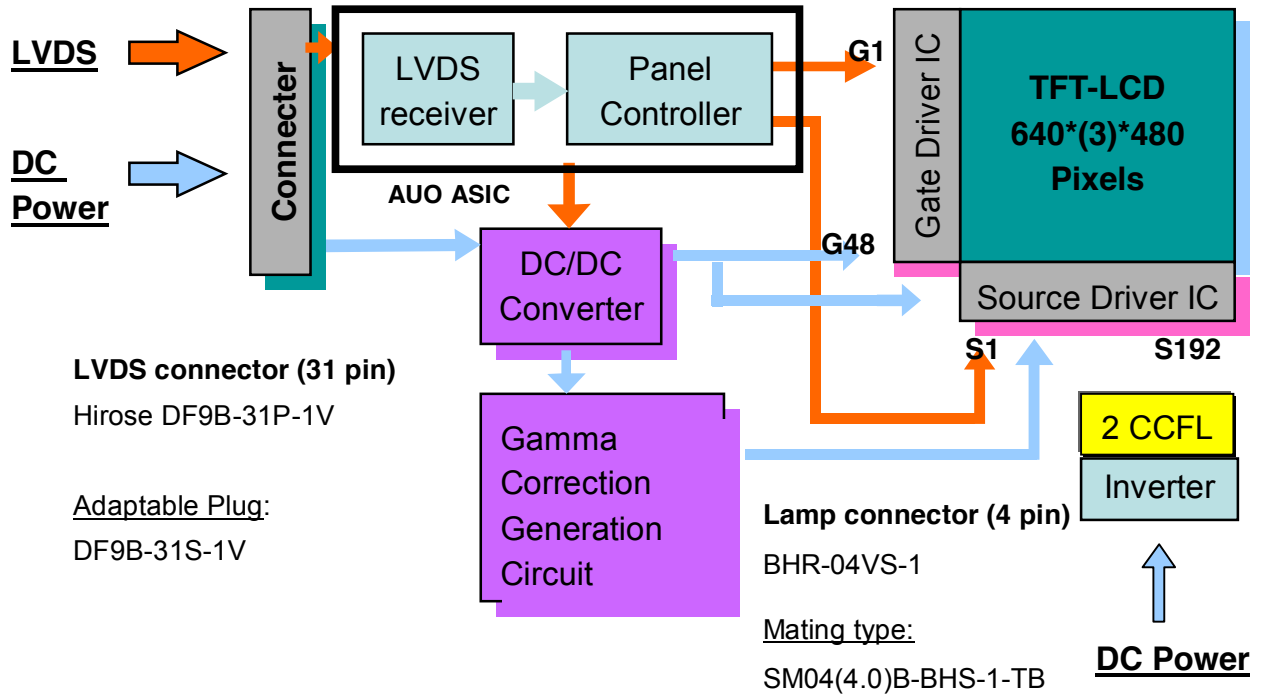 LVDS
DC
Power
Connecter
LVDS
receiver
Panel
Controller
AUO ASIC
G1
G48
Gate Driver IC
TFT-LCD
640*(3)*480
Pixels
Source Driver IC
S1
S192
DC/DC
Converter
Gamma
Correction
Generation
Circuit
LVDS connector (31 pin)
Hirose DF9B-31P-1V
Adaptable Plug:
DF9B-31S-1V
2 CCFL
Inverter
Lamp connector (4 pin)
BHR-04VS-1
Mating type:
SM04(4.0)B-BHS-1-TB
DC Power